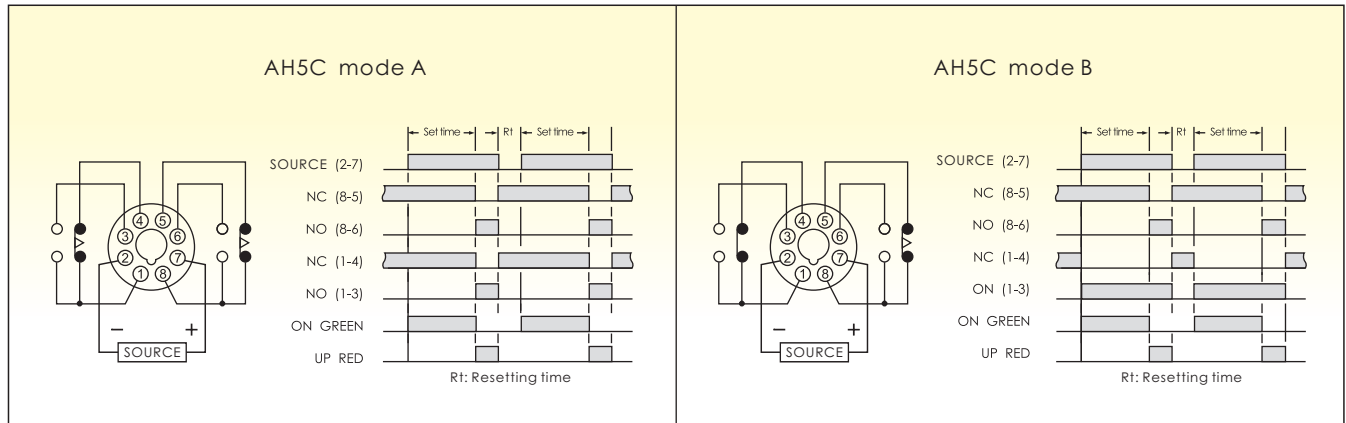 AH5C mode A
Set time Rt Set time
SOURCE (2-7)
NC (8-5)
NO (8-6)
NC (1-4)
NO (1-3)
ON GREEN
UP RED
Rt: Resetting time
4 5
3 6
2 7
1 8
− +
SOURCE
AH5C mode B
Set time Rt Set time
SOURCE (2-7)
NC (8-5)
NO (8-6)
NC (1-4)
ON (1-3)
ON GREEN
UP RED
Rt: Resetting time
4 5
3 6
2 7
1 8
− +
SOURCE